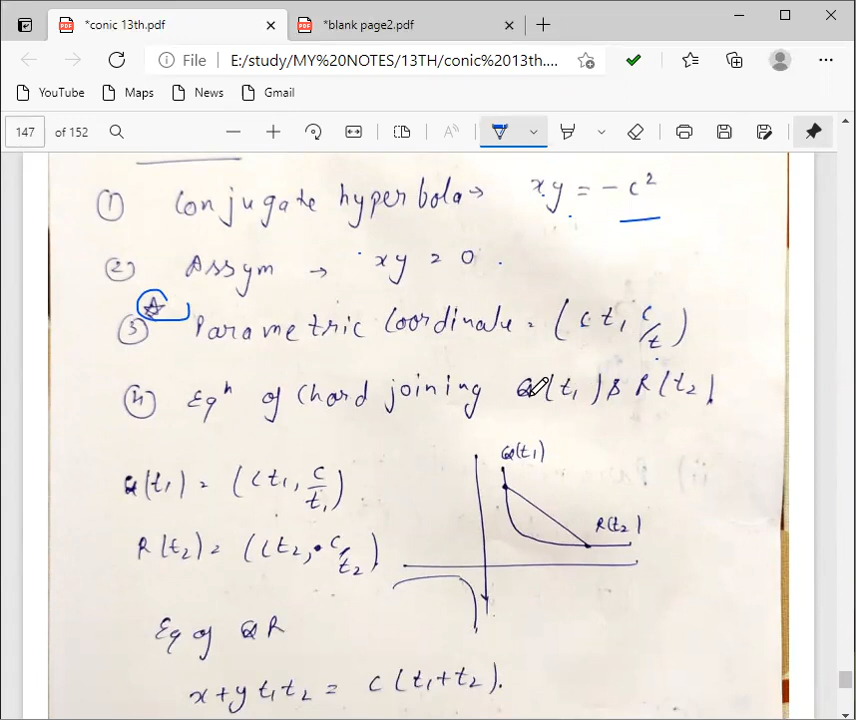 *conic 13th.pdf
*blank page2.pdf
File
E:/study/MY%20NOTES/13TH/conic%2013th....
YouTube
Maps
News
Gmail
147 of 152
① Conjugate hyperbola → xy = -c²
② Assym → xy = 0.
③ Parametric Coordinate = (ct, c/t)
④ Eqⁿ of Chord joining Q(t₁) & R(t₂)
Q(t₁)
Q(t₁) = (ct₁, c/t₁)
R(t₂)
R(t₂) = (ct₂, c/t₂)
Eq of QR
x+y t₁t₂ = c(t₁+t₂).